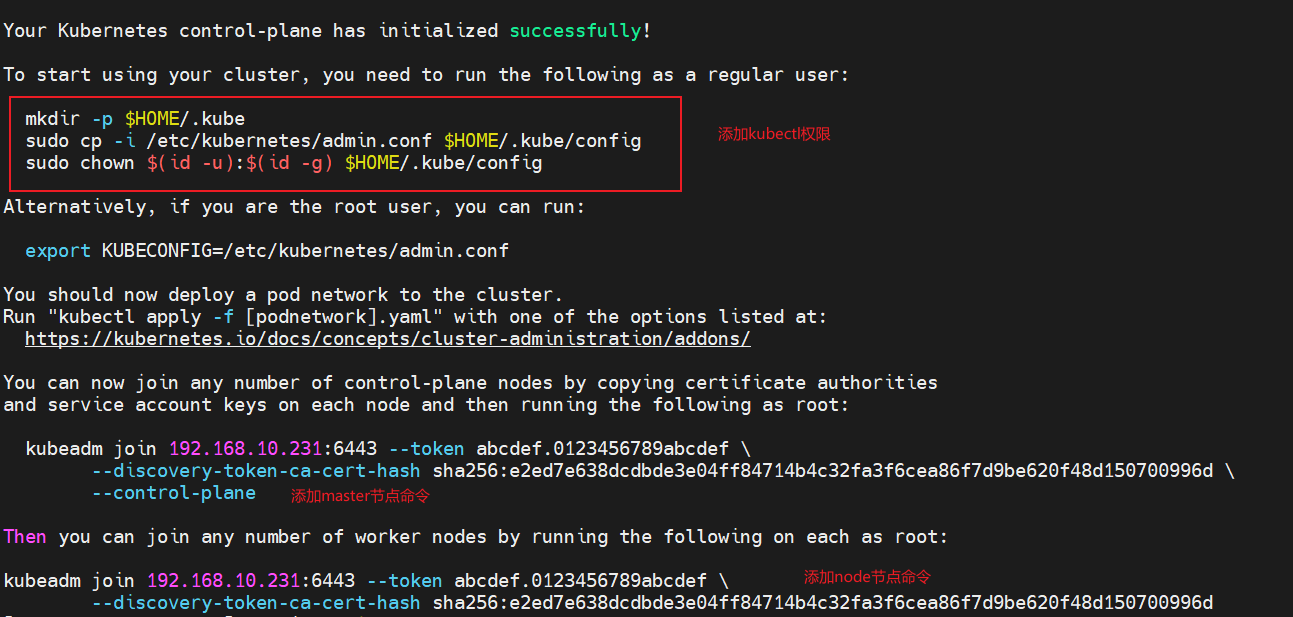 Your Kubernetes control-plane has initialized successfully!
To start using your cluster, you need to run the following as a regular user:
mkdir -p $HOME/.kube
sudo cp -i /etc/kubernetes/admin.conf $HOME/.kube/config
添加kubectl权限
sudo chown $(id -u):$(id -g) $HOME/.kube/config
Alternatively, if you are the root user, you can run:
export KUBECONFIG=/etc/kubernetes/admin.conf
You should now deploy a pod network to the cluster.
Run "kubectl apply -f [podnetwork].yaml" with one of the options listed at:
https://kubernetes.io/docs/concepts/cluster-administration/addons/
You can now join any number of control-plane nodes by copying certificate authorities
and service account keys on each node and then running the following as root:
kubeadm join 192.168.10.231:6443 --token abcdef.0123456789abcdef \
--discovery-token-ca-cert-hash sha256:e2ed7e638dcdbde3e04ff84714b4c32fa3f6cea86f7d9be620f48d150700996d \
--control-plane 添加master节点命令
Then you can join any number of worker nodes by running the following on each as root:
kubeadm join 192.168.10.231:6443 --token abcdef.0123456789abcdef \ 添加node节点命令
--discovery-token-ca-cert-hash sha256:e2ed7e638dcdbde3e04ff84714b4c32fa3f6cea86f7d9be620f48d150700996d